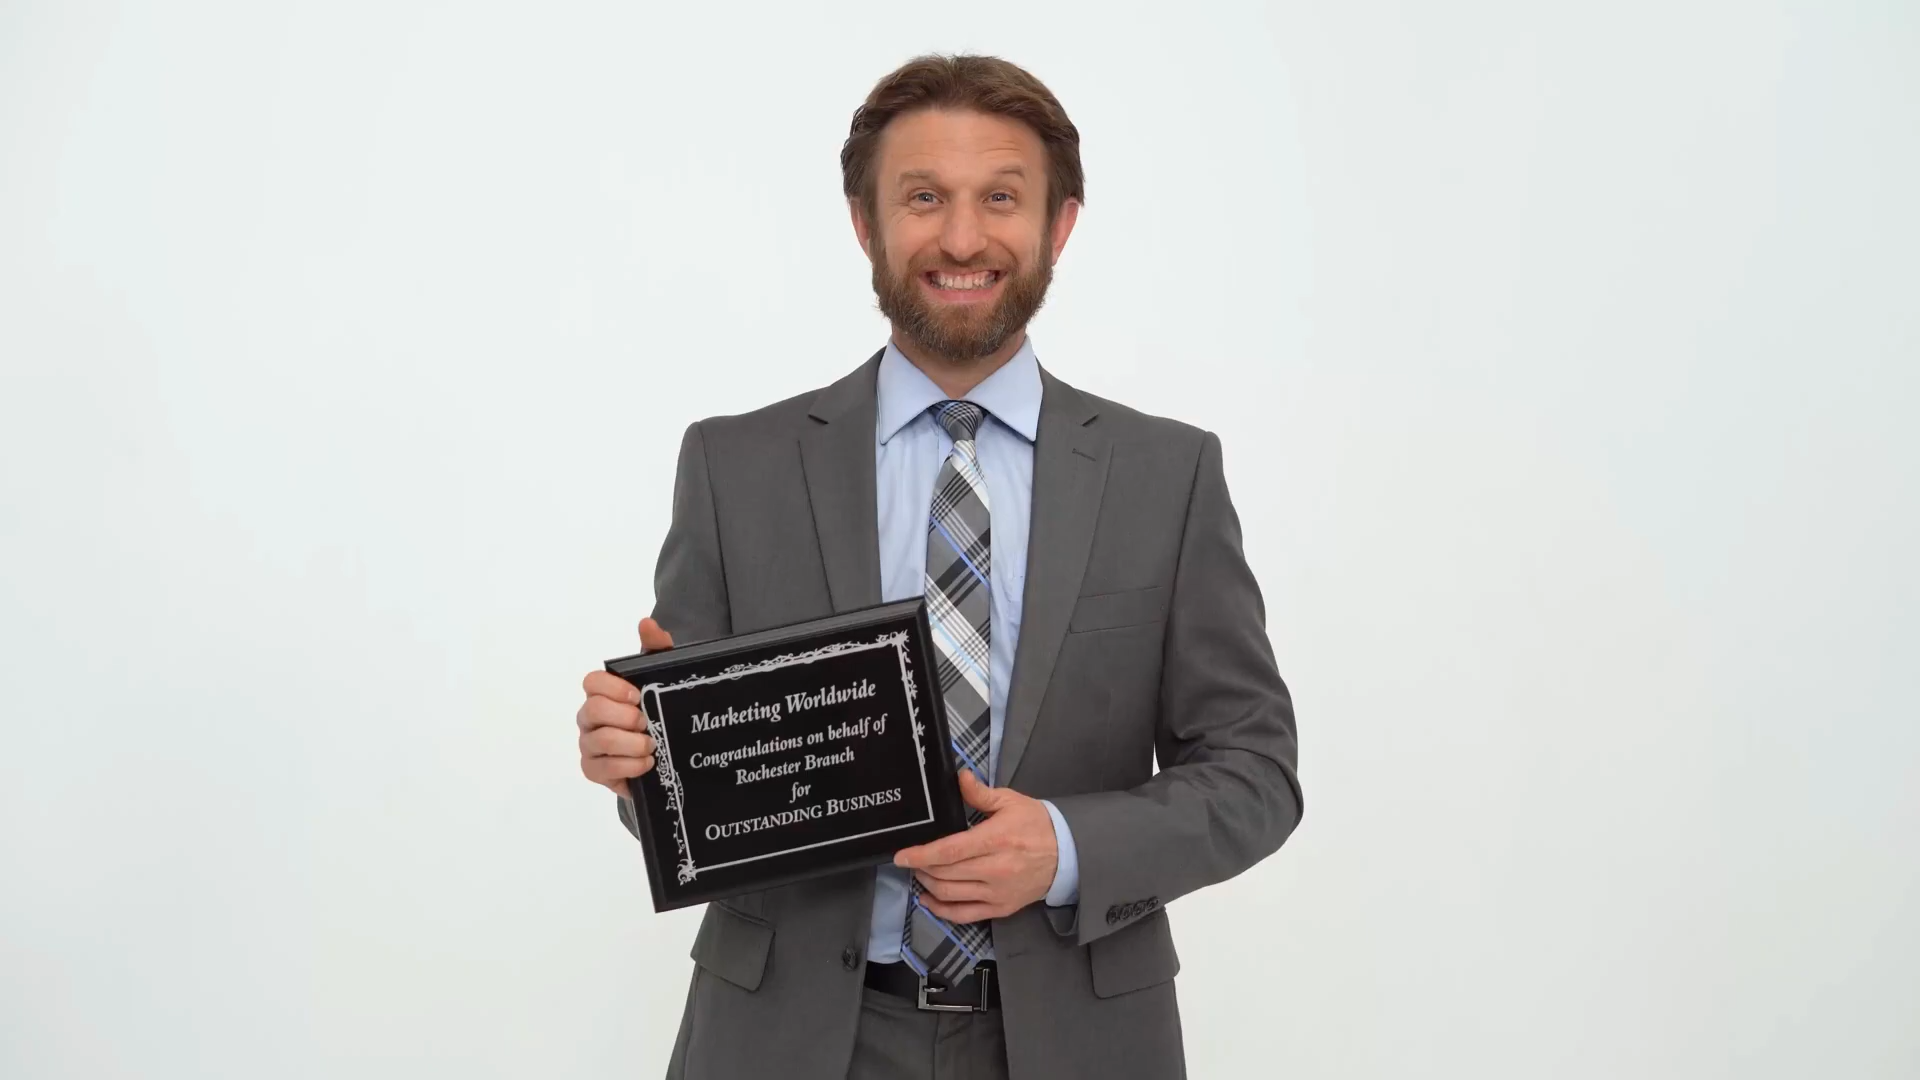 Marketing Worldwide
Congratulations on behalf of
Rochester Branch
for
OUTSTANDING BUSINESS